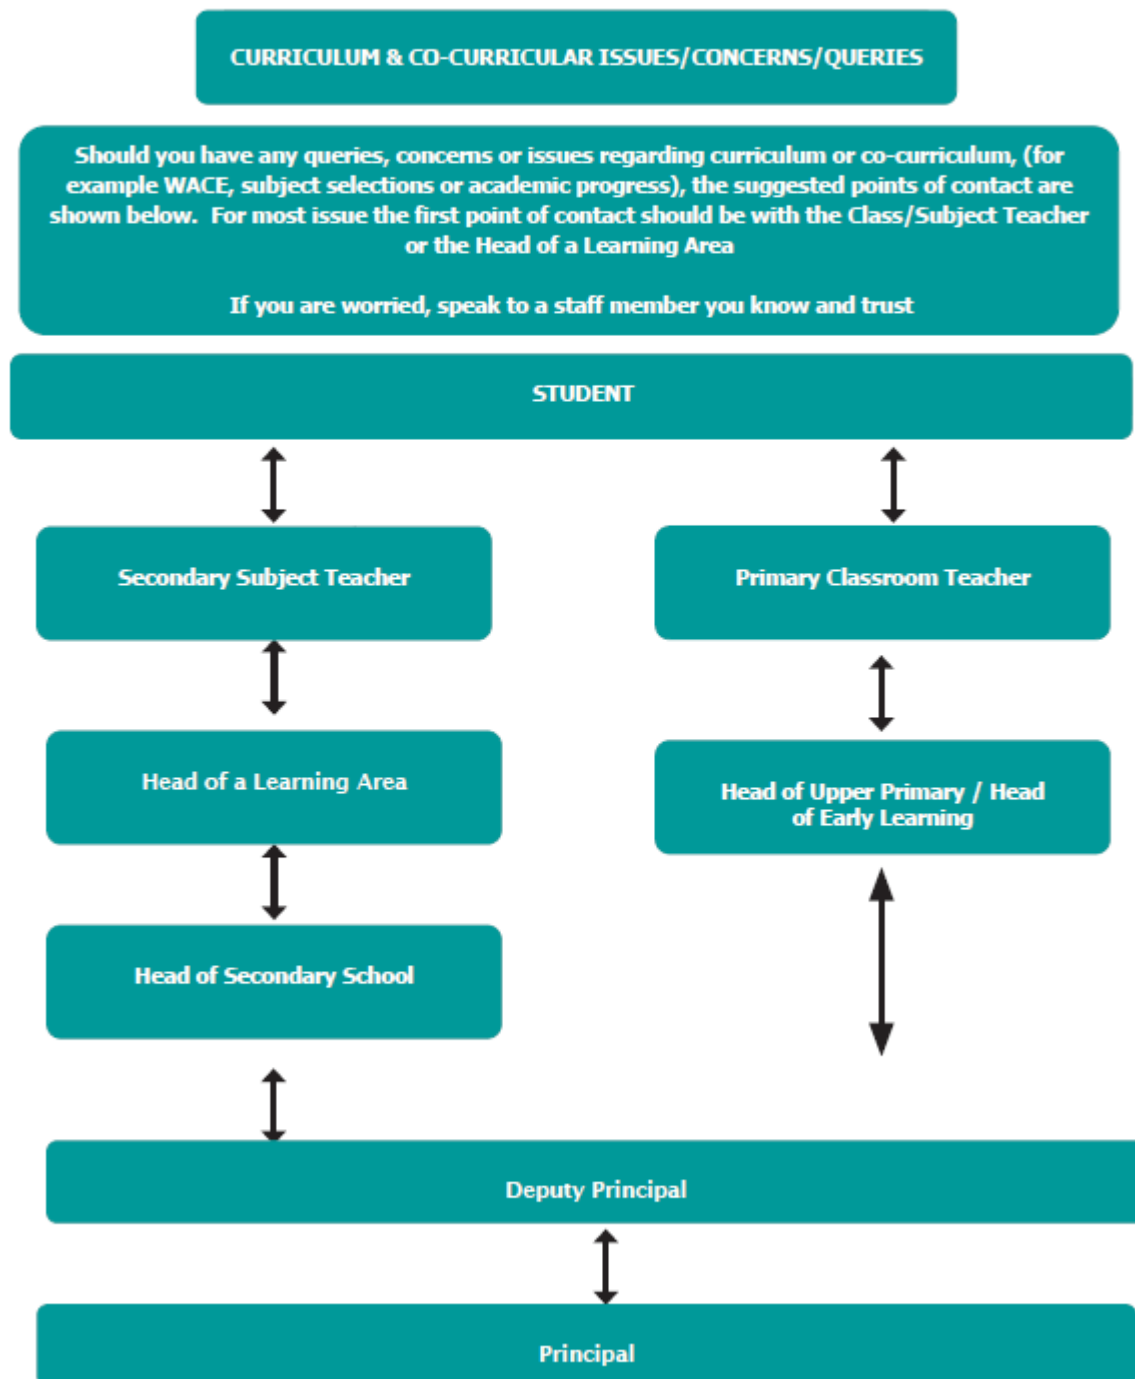 CURRICULUM & CO-CURRICULAR ISSUES/CONCERNS/QUERIES
Should you have any queries, concerns or issues regarding curriculum or co-curriculum, (for
example WACE, subject selections or academic progress), the suggested points of contact are
shown below. For most issue the first point of contact should be with the Class/Subject Teacher
or the Head of a Learning Area
If you are worried, speak to a staff member you know and trust
STUDENT
Secondary Subject Teacher
Primary Classroom Teacher
Head of a Learning Area
Head of Upper Primary / Head
of Early Learning
Head of Secondary School
Deputy Principal
Principal